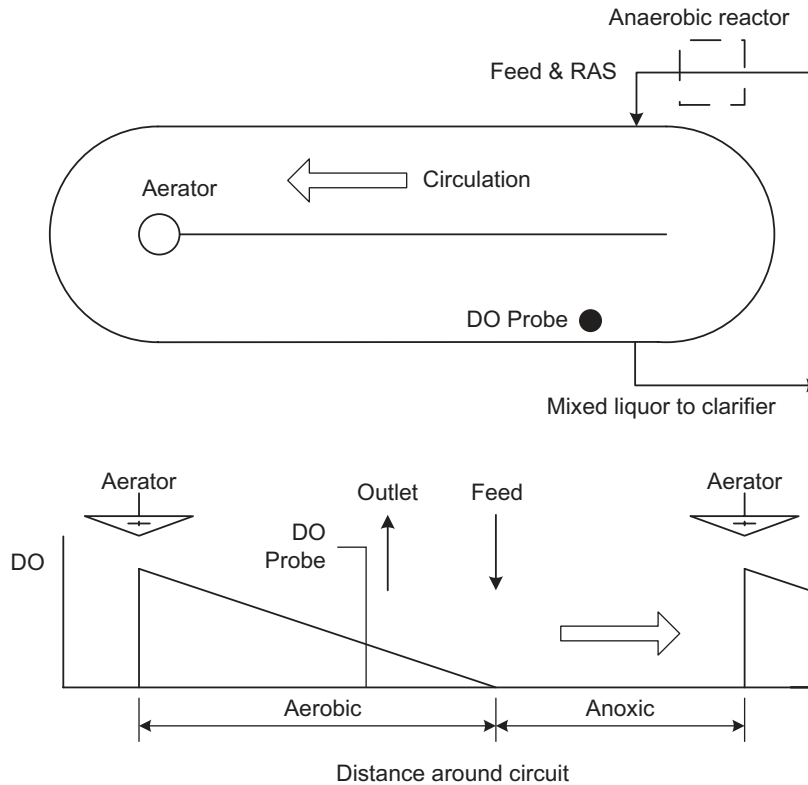 Anaerobic reactor
Feed & RAS
Aerator
Circulation
DO Probe
Mixed liquor to clarifier
Aerator
Outlet
Feed
Aerator
DO
DO
Probe
Aerobic
Anoxic
Distance around circuit